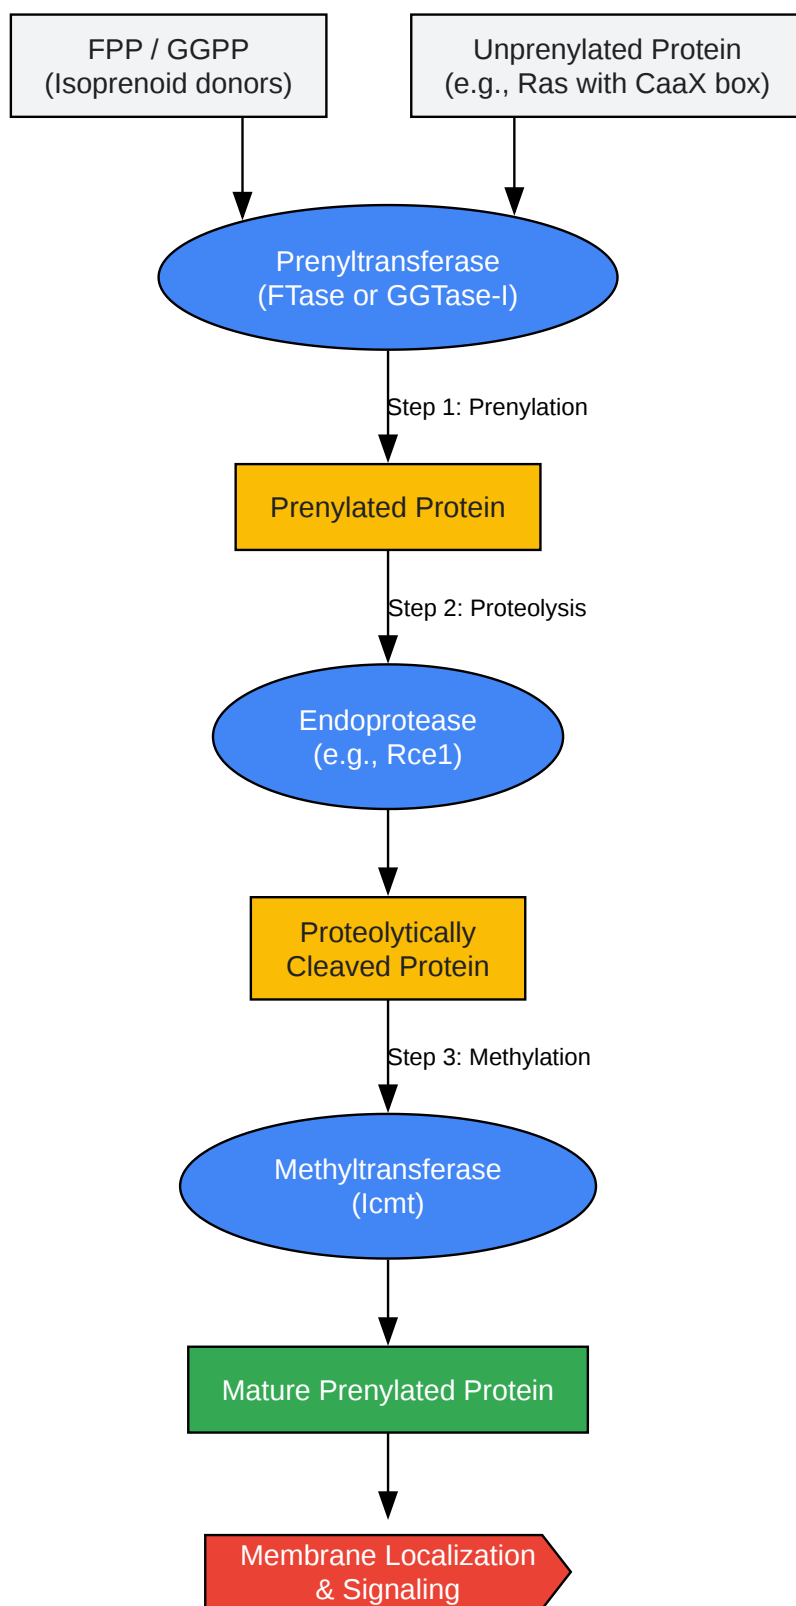 FPP / GGPP
(Isoprenoid donors)
Unprenylated Protein
(e.g., Ras with CaaX box)
Prenyltransferase
(FTase or GGTase-I)
Step 1: Prenylation
Prenylated Protein
Step 2: Proteolysis
Endoprotease
(e.g., Rce1)
Proteolytically
Cleaved Protein
Step 3: Methylation
Methyltransferase
(Icmt)
Mature Prenylated Protein
Membrane Localization
& Signaling